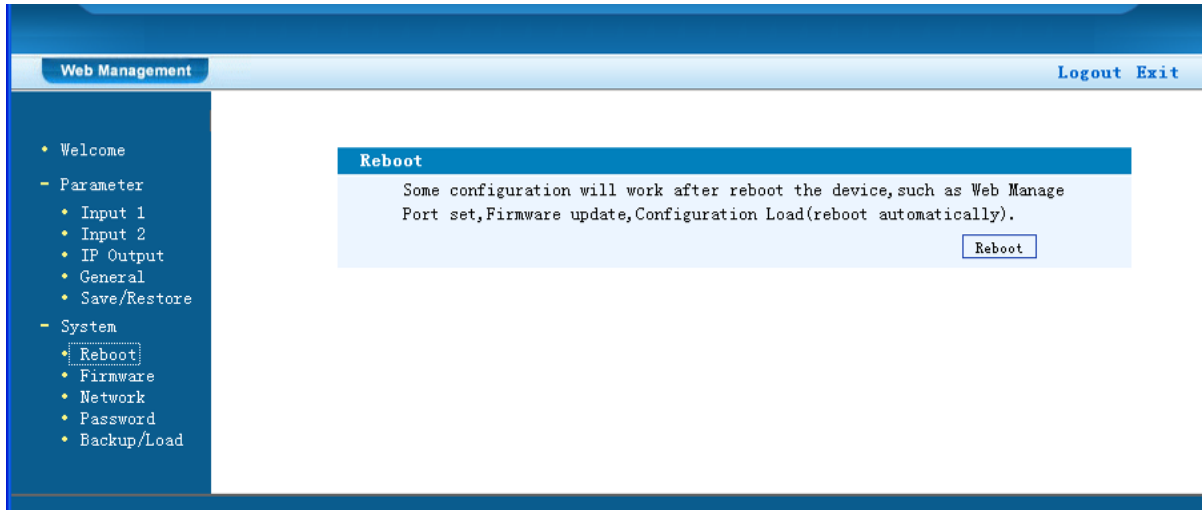 Web Management
Logout Exit
Welcome
Parameter
Input 1
Input 2
IP Output
General
Save/Restore
System
Reboot
Firmware
Network
Password
Backup/Load
Reboot
Some configuration will work after reboot the device,such as Web Manage
Port set,Firmware update,Configuration Load(reboot automatically).
Reboot